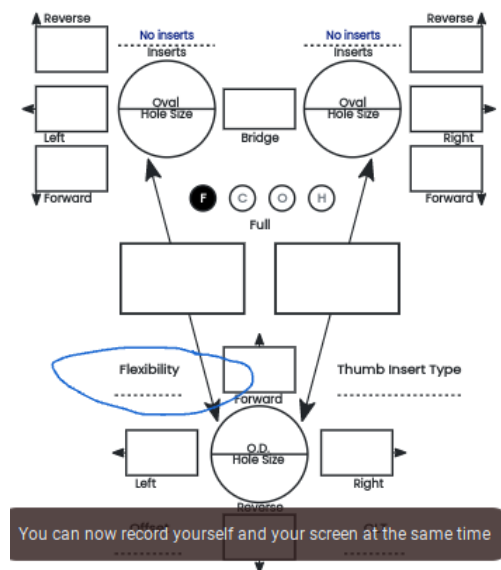 Reverse
Reverse
No inserts
No inserts
Inserts
Inserts
Oval
Hole Size
Oval
Hole Size
Left
Bridge
Right
Forward
Forward
F C O H
Full
Flexibility
Thumb Insert Type
Forward
O.D.
Hole Size
Left
Right
Reverse
You can now record yourself and your screen at the same time